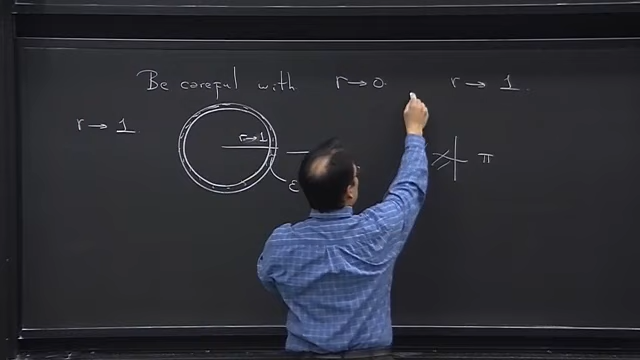 Be careful with r→0 r→1.
r→1
r→1
ε
π